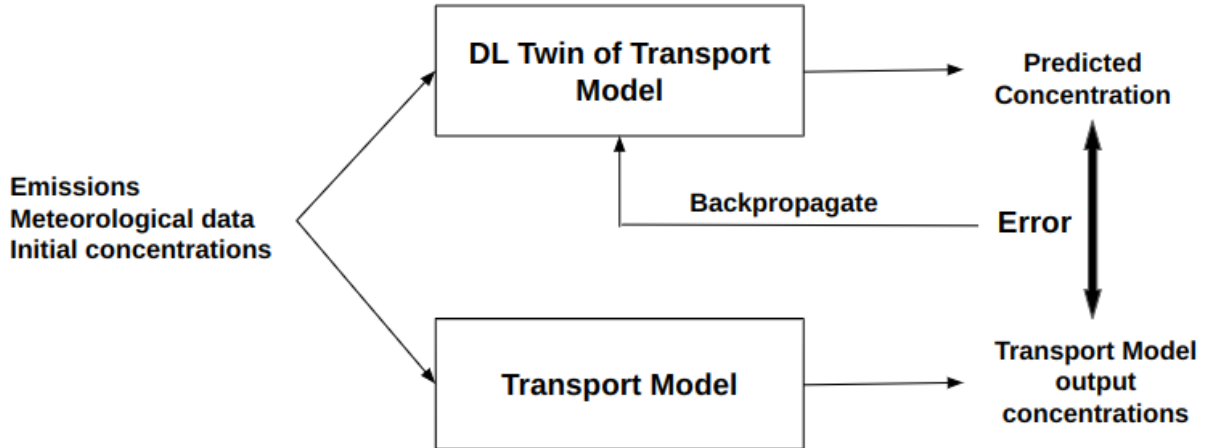 DL Twin of Transport
Model
Predicted
Concentration
Emissions
Meteorological data
Initial concentrations
Backpropagate
Error
Transport Model
Transport Model
output
concentrations